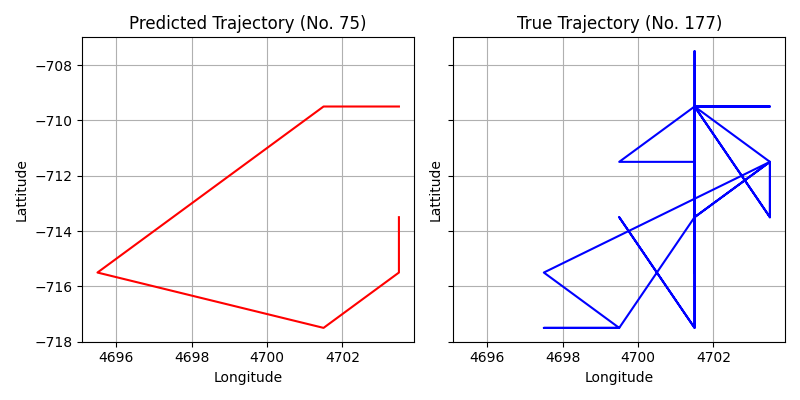 Predicted Trajectory (No. 75)
True Trajectory (No. 177)
Lattitude
−708
−710
−712
−714
−716
−718
4696
4698
4700
4702
Longitude
Lattitude
4696
4698
4700
4702
Longitude